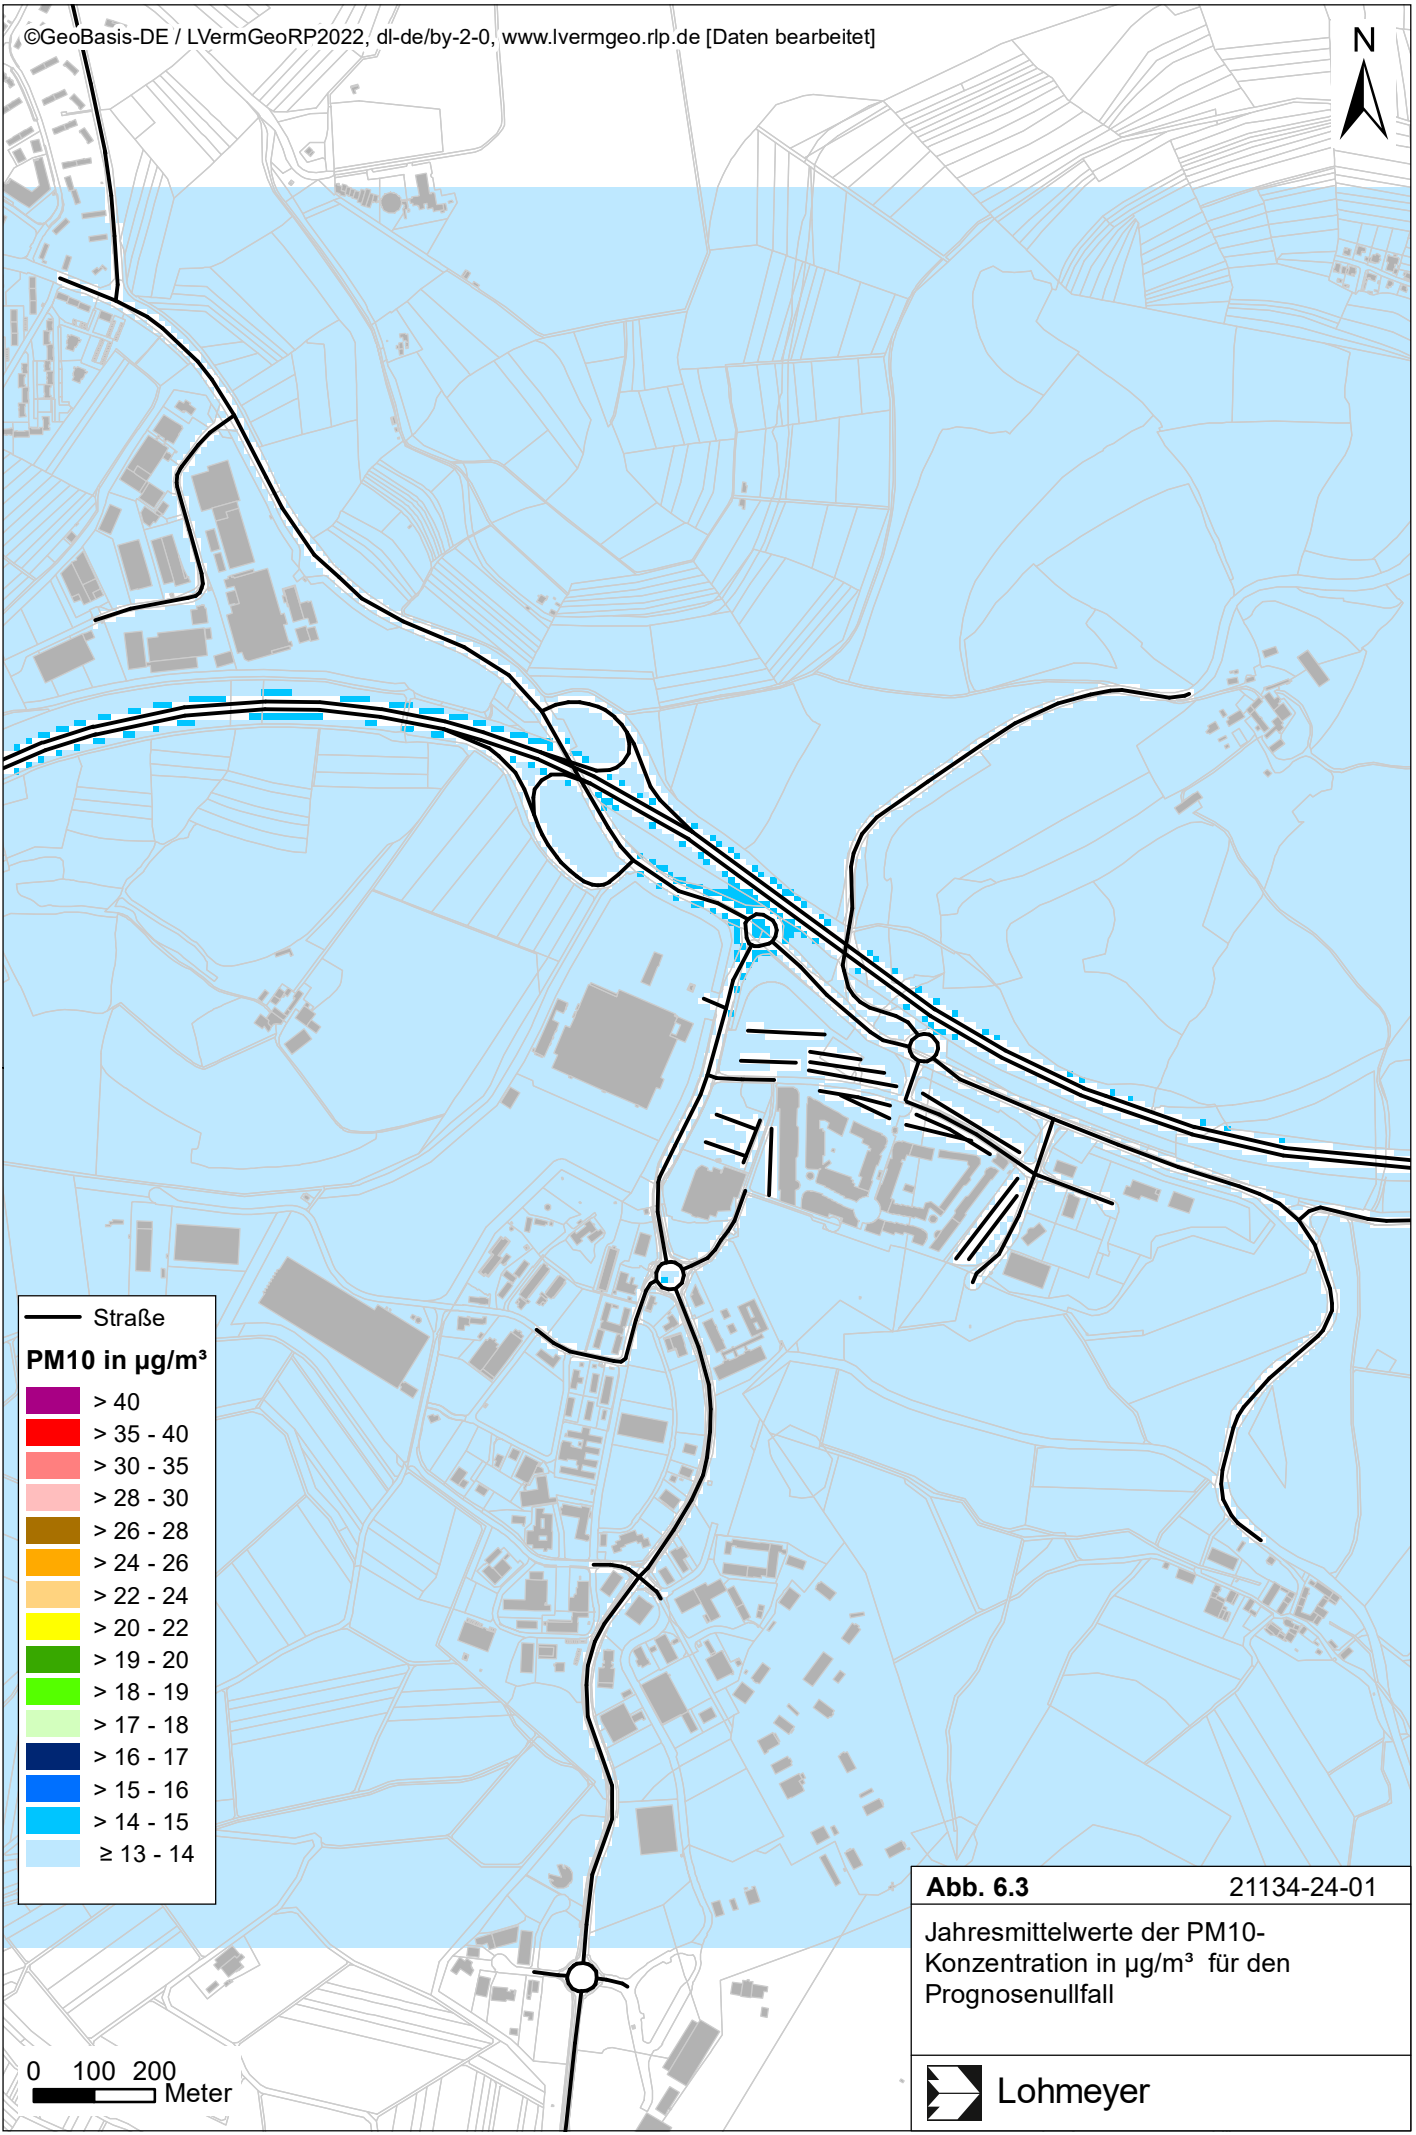 ©GeoBasis-DE / LVermGeoRP2022, dl-de/by-2-0, www.lvermgeo.rlp.de [Daten bearbeitet]
N
Straße
PM10 in µg/m³
> 40
> 35 - 40
> 30 - 35
> 28 - 30
> 26 - 28
> 24 - 26
> 22 - 24
> 20 - 22
> 19 - 20
> 18 - 19
> 17 - 18
> 16 - 17
> 15 - 16
> 14 - 15
≥ 13 - 14
0 100 200
Meter
Abb. 6.3 21134-24-01
Jahresmittelwerte der PM10-
Konzentration in µg/m³ für den
Prognosenullfall
Lohmeyer